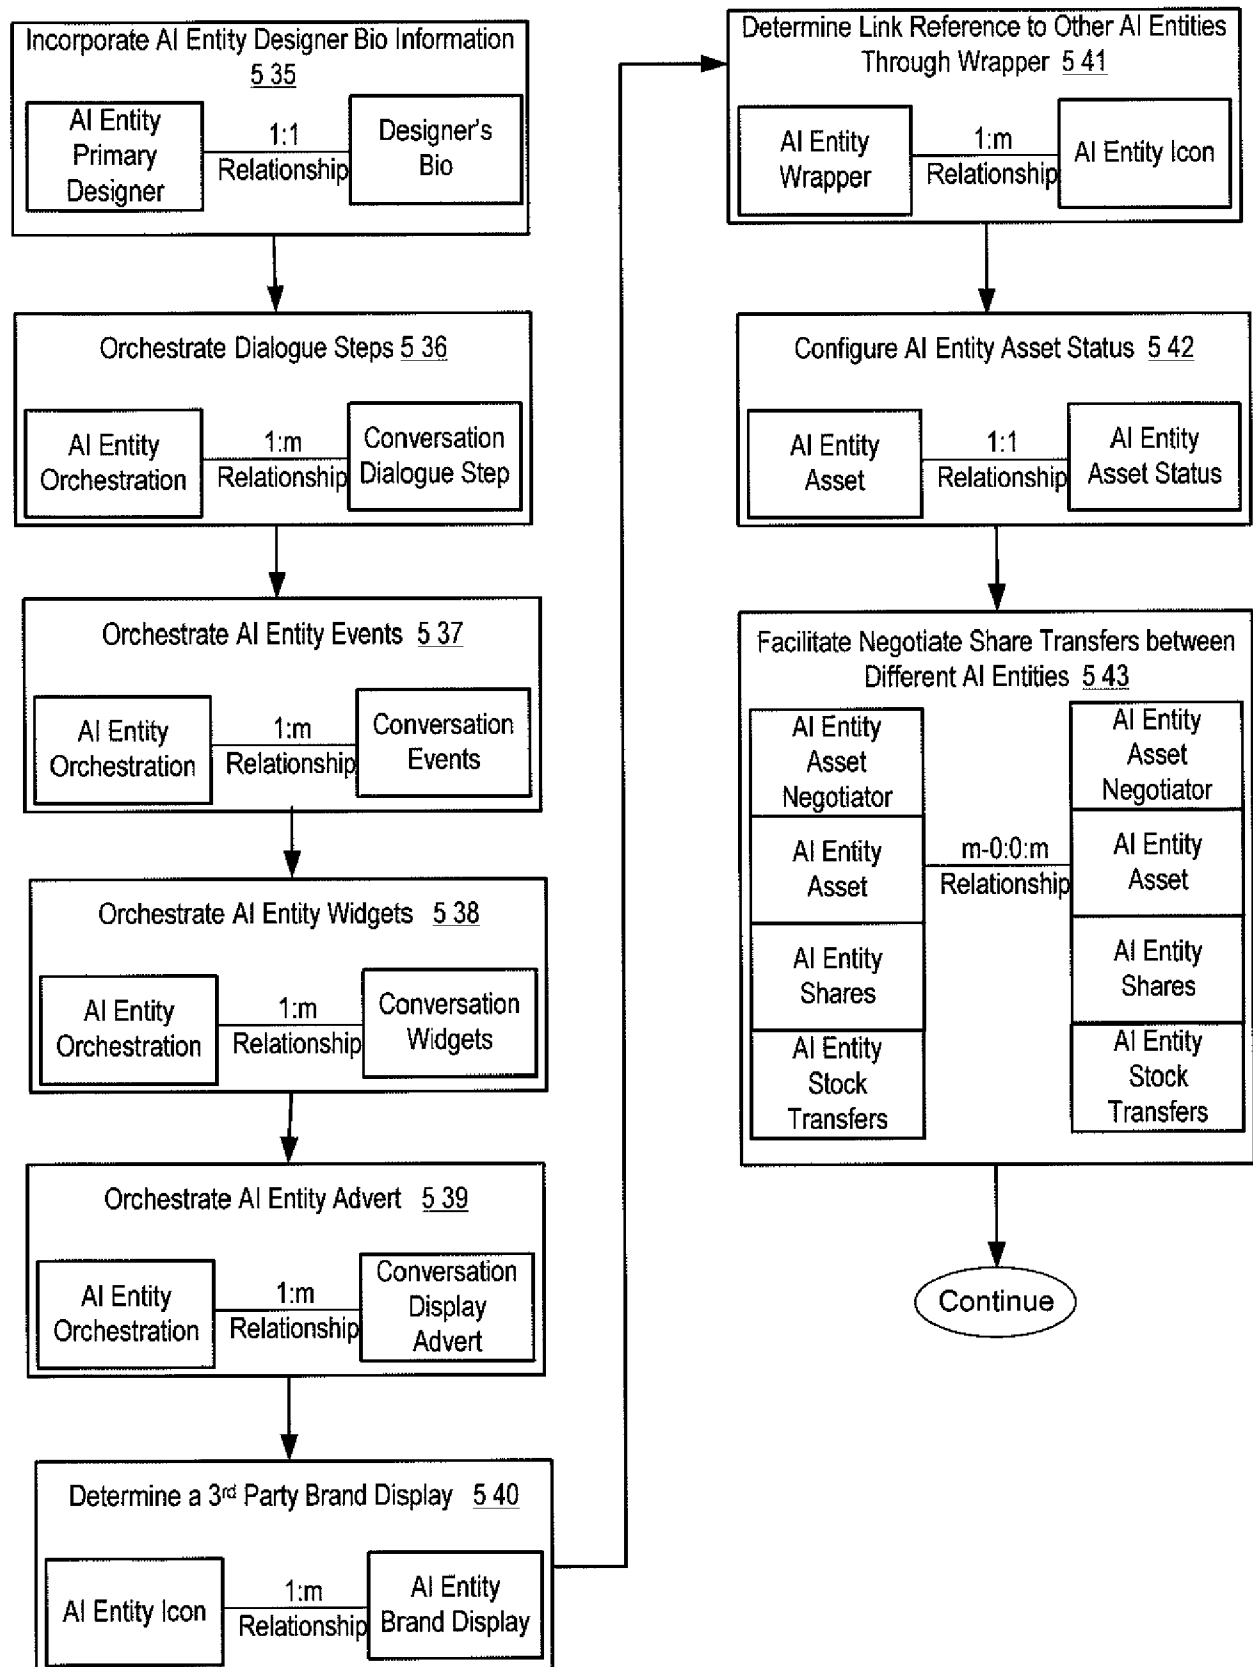 Incorporate AI Entity Designer Bio Information
5 35
AI Entity
Primary
Designer
1:1
Relationship
Designer's
Bio
Orchestrate Dialogue Steps 5 36
AI Entity
Orchestration
1:m
Relationship
Conversation
Dialogue Step
Orchestrate AI Entity Events 5 37
AI Entity
Orchestration
1:m
Relationship
Conversation
Events
Orchestrate AI Entity Widgets 5 38
AI Entity
Orchestration
1:m
Relationship
Conversation
Widgets
Orchestrate AI Entity Advert 5 39
AI Entity
Orchestration
1:m
Relationship
Conversation
Display
Advert
Determine a 3rd Party Brand Display 5 40
AI Entity Icon
1:m
Relationship
AI Entity
Brand Display
Determine Link Reference to Other AI Entities
Through Wrapper 5 41
AI Entity
Wrapper
1:m
Relationship
AI Entity Icon
Configure AI Entity Asset Status 5 42
AI Entity
Asset
1:1
Relationship
AI Entity
Asset Status
Facilitate Negotiate Share Transfers between
Different AI Entities 5 43
AI Entity
Asset
Negotiator
AI Entity
Asset
AI Entity
Shares
AI Entity
Stock
Transfers
m-0:0:m
Relationship
AI Entity
Asset
Negotiator
AI Entity
Asset
AI Entity
Shares
AI Entity
Stock
Transfers
Continue